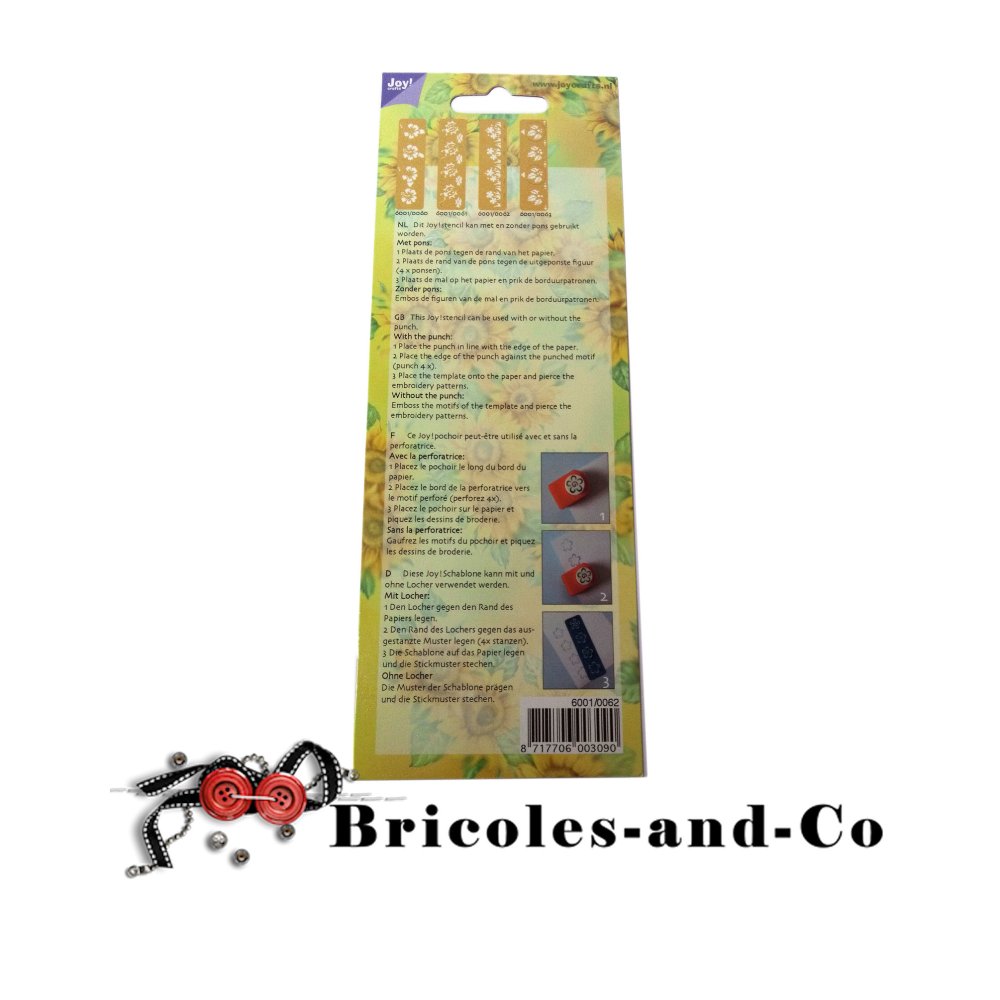 Joy!
crafts
www.joycrafts.nl
6001/0060 6001/0061 6001/0062 6001/0063
NL Dit Joy!stencil kan met en zonder pons gebruikt
worden.
Met pons:
1 Plaats de pons tegen de rand van het papier.
2 Plaats de rand van de pons tegen de uitgeponste figuur
(4 x ponsen).
3 Plaats de mal op het papier en prik de borduurpatronen.
Zonder pons:
Embos de figuren van de mal en prik de borduurpatronen.
GB This Joy!stencil can be used with or without the
punch.
With the punch:
1 Place the punch in line with the edge of the paper.
2 Place the edge of the punch against the punched motif
(punch 4 x).
3 Place the template onto the paper and pierce the
embroidery patterns.
Without the punch:
Emboss the motifs of the template and pierce the
embroidery patterns.
F Ce Joy!pochoir peut-être utilisé avec et sans la
perforatrice.
Avec la perforatrice:
1 Placez le pochoir le long du bord du
papier.
2 Placez le bord de la perforatrice vers
le motif perforé (perforez 4x).
3 Placez le pochoir sur le papier et
piquez les dessins de broderie.
Sans la perforatrice:
Gaufrez les motifs du pochoir et piquez
les dessins de broderie.
D Diese Joy!Schablone kann mit und
ohne Locher verwendet werden.
Mit Locher:
1 Den Locher gegen den Rand des
Papiers legen.
2 Den Rand des Lochers gegen das aus-
gestanzte Muster legen (4x stanzen).
3 Die Schablone auf das Papier legen
und die Stickmuster stechen.
Ohne Locher
Die Muster der Schablone prägen
und die Stickmuster stechen.
1
2
3
6001/0062
8 717706 003090
Bricoles-and-Co